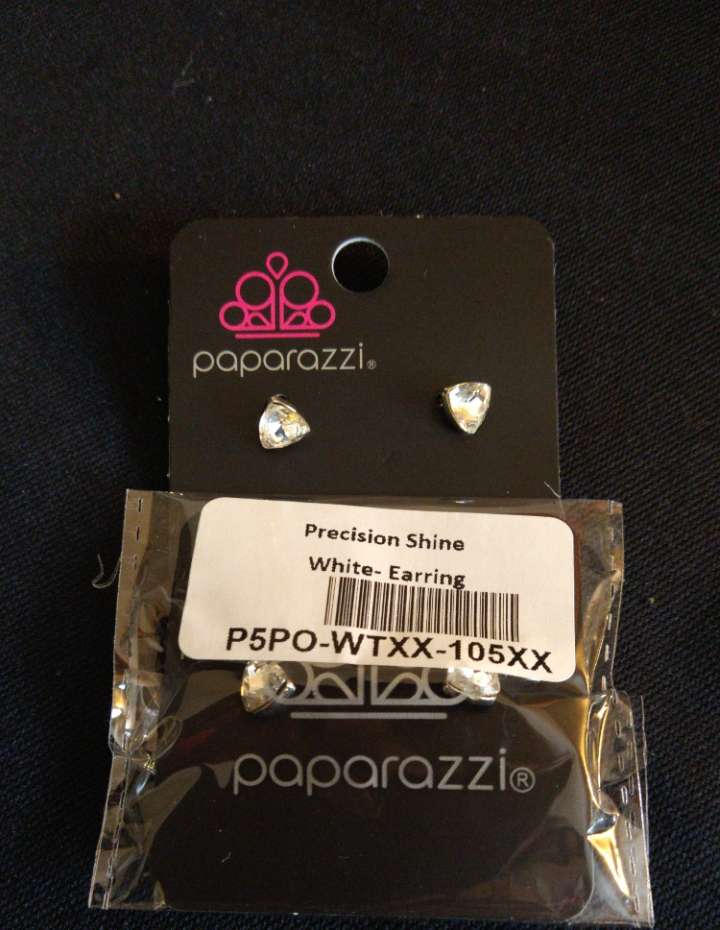 paparazzi®
Precision Shine
White- Earring
P5PO-WTXX-105XX
paparazzi®